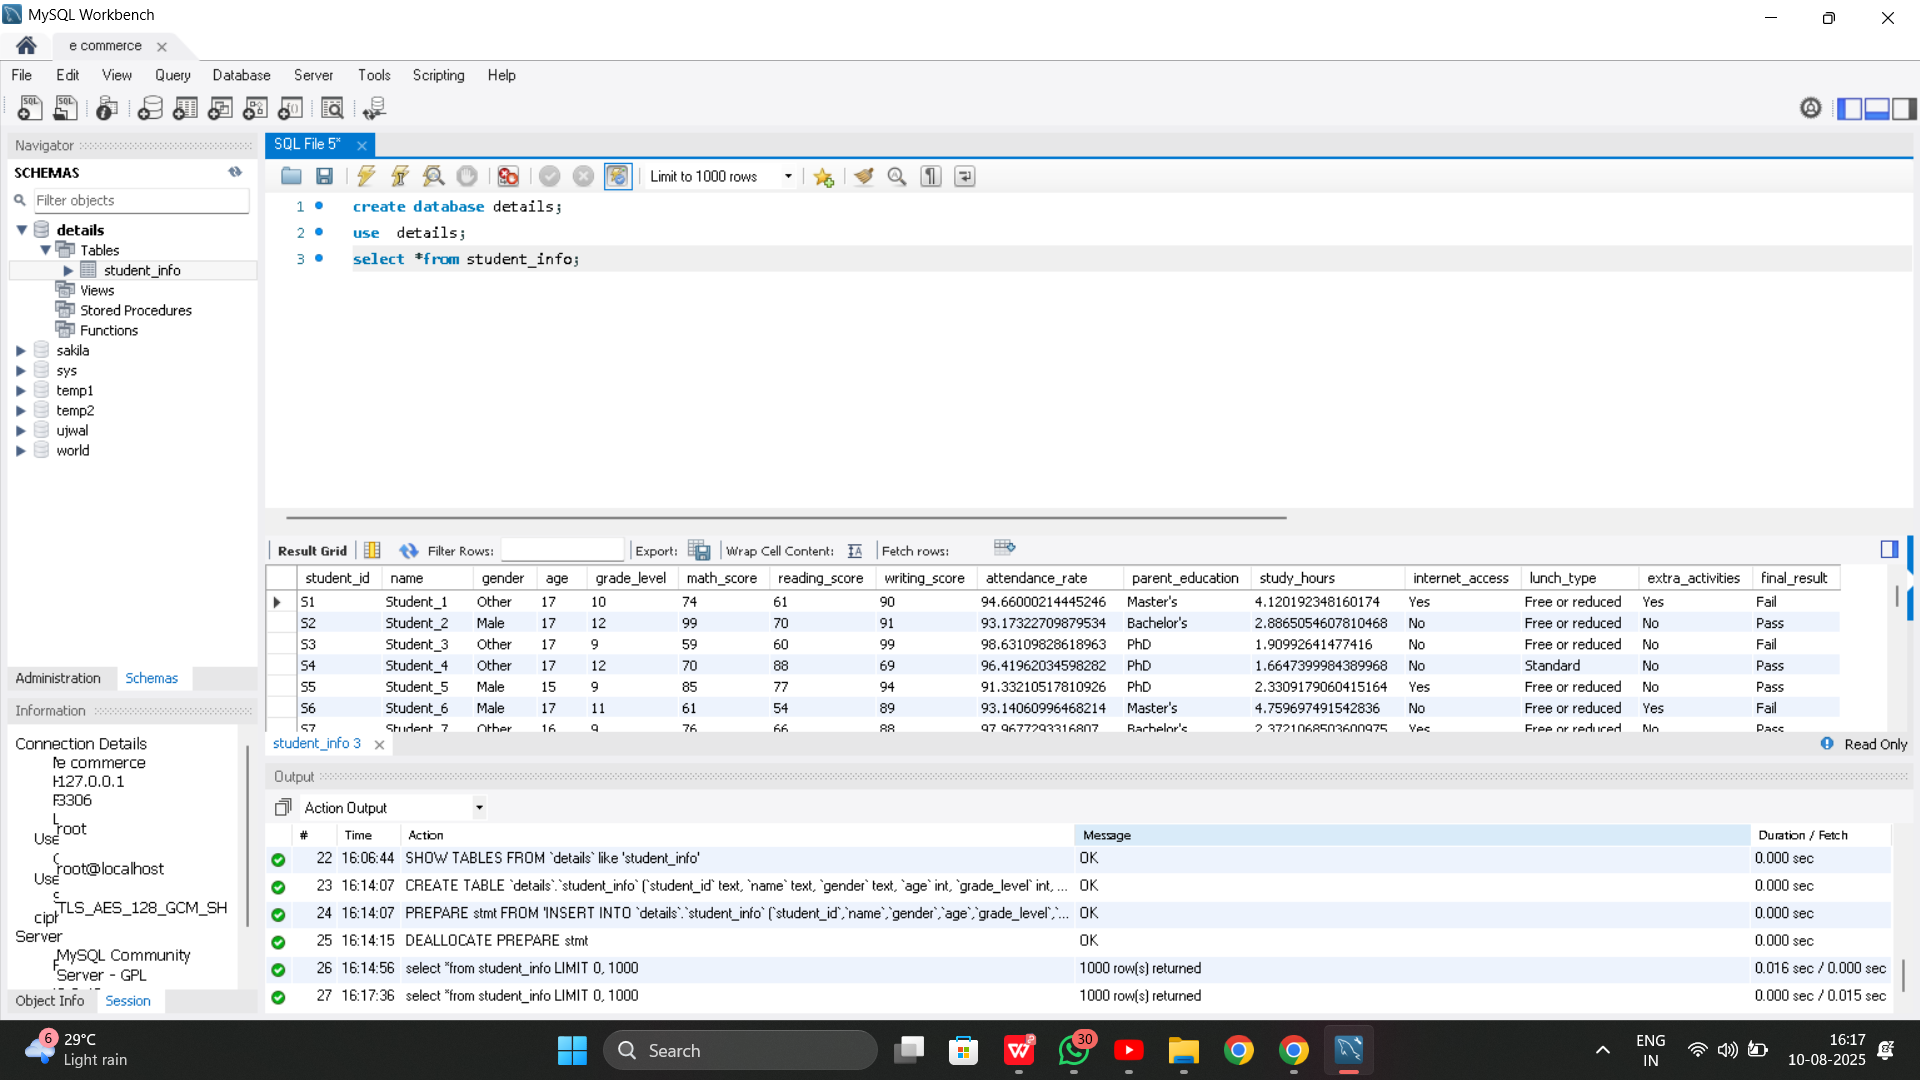 MySQL Workbench
e commerce
File Edit View Query Database Server Tools Scripting Help
Navigator
SCHEMAS
Filter objects
details
Tables
student_info
Views
Stored Procedures
Functions
sakila
sys
temp1
temp2
ujwal
world
Administration Schemas
Information
Connection Details
e commerce
127.0.0.1
3306
root
Use
root@localhost
Use
TLS_AES_128_GCM_SH
ciph
Server
MySQL Community
Server - GPL
Object Info Session
SQL File 5*
Limit to 1000 rows
1 create database details;
2 use details;
3 select *from student_info;
Result Grid Filter Rows: Export: Wrap Cell Content: Fetch rows:
student_id name gender age grade_level math_score reading_score writing_score attendance_rate parent_education study_hours internet_access lunch_type extra_activities final_result
S1 Student_1 Other 17 10 74 61 90 94.66000214445246 Master's 4.120192348160174 Yes Free or reduced Yes Fail
S2 Student_2 Male 17 12 99 70 91 93.17322709879534 Bachelor's 2.8865054607810468 No Free or reduced No Pass
S3 Student_3 Other 17 9 59 60 99 98.63109828618963 PhD 1.90992641477416 No Free or reduced No Fail
S4 Student_4 Other 17 12 70 88 69 96.41962034598282 PhD 1.6647399984389968 No Standard No Pass
S5 Student_5 Male 15 9 85 77 94 91.33210517810926 PhD 2.3309179060415164 Yes Free or reduced No Pass
S6 Student_6 Male 17 11 61 54 89 93.14060996468214 Master's 4.759697491542836 No Free or reduced Yes Fail
S7 Student_7 Other 16 9 76 66 88 97.9677293316807 Bachelor's 2.3721068503600975 Yes Free or reduced No Pass
student_info 3 Read Only
Output
Action Output
# Time Action Message Duration / Fetch
22 16:06:44 SHOW TABLES FROM `details` like 'student_info' OK 0.000 sec
23 16:14:07 CREATE TABLE `details`.`student_info` (`student_id` text, `name` text, `gender` text, `age` int, `grade_level` int, ... OK 0.000 sec
24 16:14:07 PREPARE stmt FROM 'INSERT INTO `details`.`student_info` (`student_id`,`name`,`gender`,`age`,`grade_level`,`... OK 0.000 sec
25 16:14:15 DEALLOCATE PREPARE stmt OK 0.000 sec
26 16:14:56 select *from student_info LIMIT 0, 1000 1000 row(s) returned 0.016 sec / 0.000 sec
27 16:17:36 select *from student_info LIMIT 0, 1000 1000 row(s) returned 0.000 sec / 0.015 sec
6 29°C
Light rain
Search
30
ENG
IN
16:17
10-08-2025